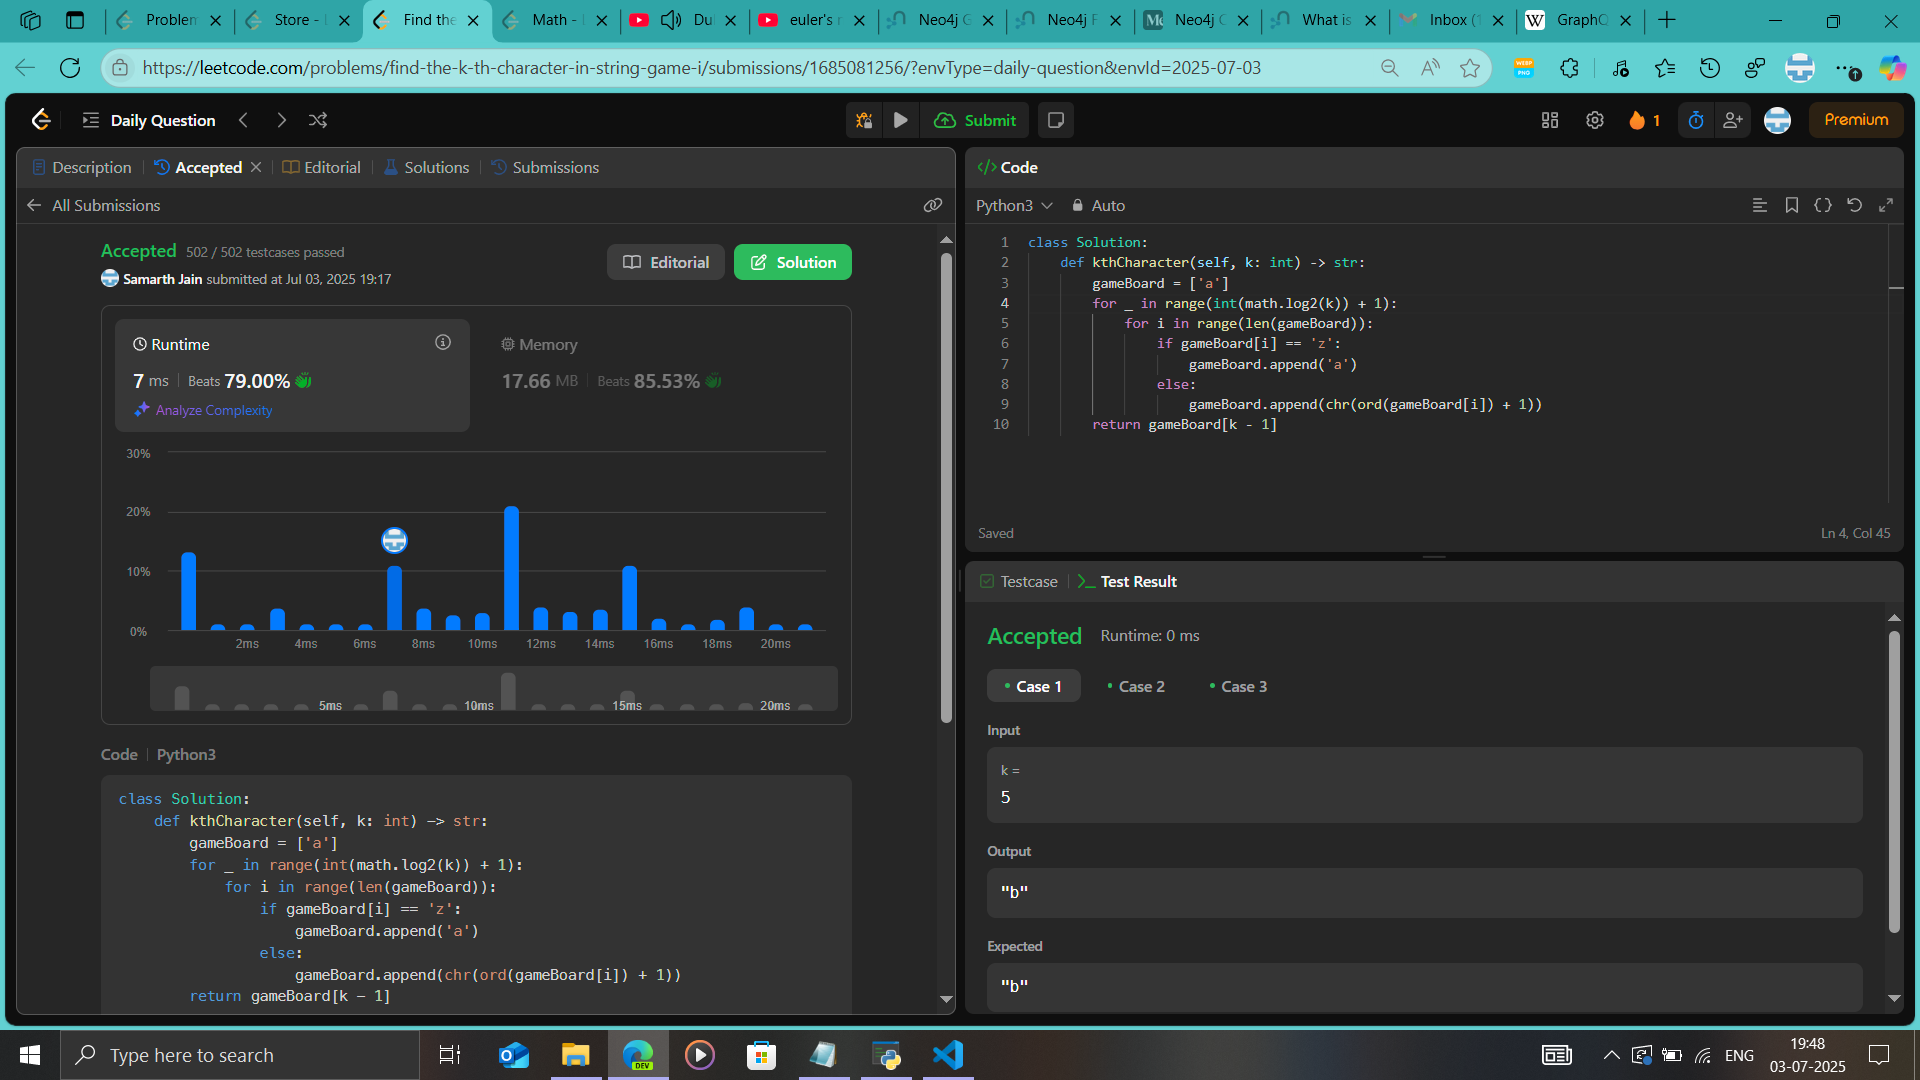 Problem
Store - L
Find the
Math - L
Du
euler's r
Neo4j G
Neo4j F
Neo4j C
What is
Inbox (1
GraphQ
https://leetcode.com/problems/find-the-k-th-character-in-string-game-i/submissions/1685081256/?envType=daily-question&envId=2025-07-03
Daily Question
Submit
1
Premium
Description
Accepted
Editorial
Solutions
Submissions
All Submissions
Accepted 502 / 502 testcases passed
Samarth Jain submitted at Jul 03, 2025 19:17
Editorial
Solution
Runtime
7 ms Beats 79.00%
Analyze Complexity
Memory
17.66 MB Beats 85.53%
30%
20%
10%
0%
2ms 4ms 6ms 8ms 10ms 12ms 14ms 16ms 18ms 20ms
5ms 10ms 15ms 20ms
Code Python3
class Solution:
    def kthCharacter(self, k: int) -> str:
        gameBoard = ['a']
        for _ in range(int(math.log2(k)) + 1):
            for i in range(len(gameBoard)):
                if gameBoard[i] == 'z':
                    gameBoard.append('a')
                else:
                    gameBoard.append(chr(ord(gameBoard[i]) + 1))
        return gameBoard[k - 1]
</> Code
Python3 Auto
1 class Solution:
2     def kthCharacter(self, k: int) -> str:
3         gameBoard = ['a']
4         for _ in range(int(math.log2(k)) + 1):
5             for i in range(len(gameBoard)):
6                 if gameBoard[i] == 'z':
7                     gameBoard.append('a')
8                 else:
9                     gameBoard.append(chr(ord(gameBoard[i]) + 1))
10         return gameBoard[k - 1]
Saved
Ln 4, Col 45
Testcase
Test Result
Accepted Runtime: 0 ms
Case 1 Case 2 Case 3
Input
k =
5
Output
"b"
Expected
"b"
Type here to search
DEV
ENG
19:48
03-07-2025